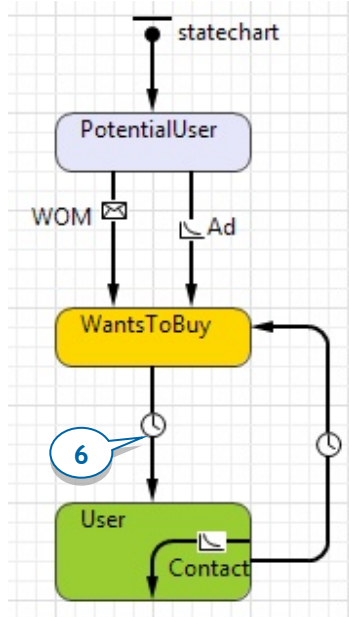 statechart
PotentialUser
WOM
Ad
WantsToBuy
6
User
Contact